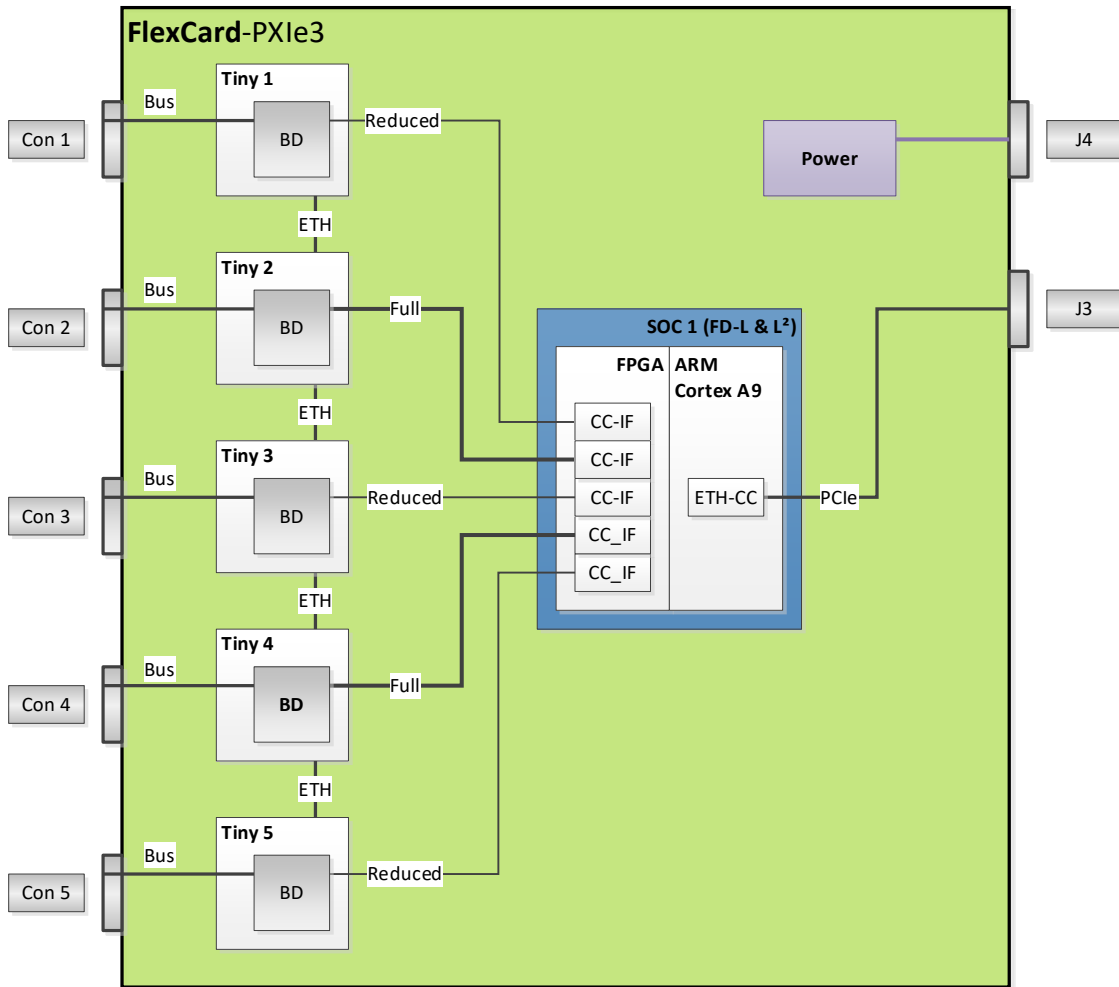 FlexCard-PXIe3
Tiny 1
Bus
Reduced
Con 1
BD
Power
J4
ETH
Tiny 2
Bus
Full
Con 2
BD
J3
SOC 1 (FD-L & L²)
FPGA
ARM
Cortex A9
ETH
CC-IF
CC-IF
Tiny 3
Bus
Reduced
CC-IF
ETH-CC
PCIe
Con 3
BD
CC_IF
CC_IF
ETH
Tiny 4
Bus
Full
Con 4
BD
ETH
Tiny 5
Bus
Reduced
Con 5
BD